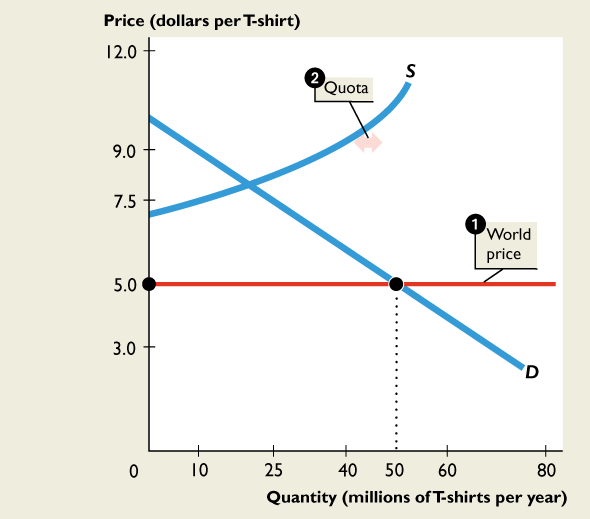 Price (dollars per T-shirt)
12.0
9.0
7.5
5.0
3.0
S
2
Quota
1
World
price
D
0
10
25
40
50
60
80
Quantity (millions of T-shirts per year)